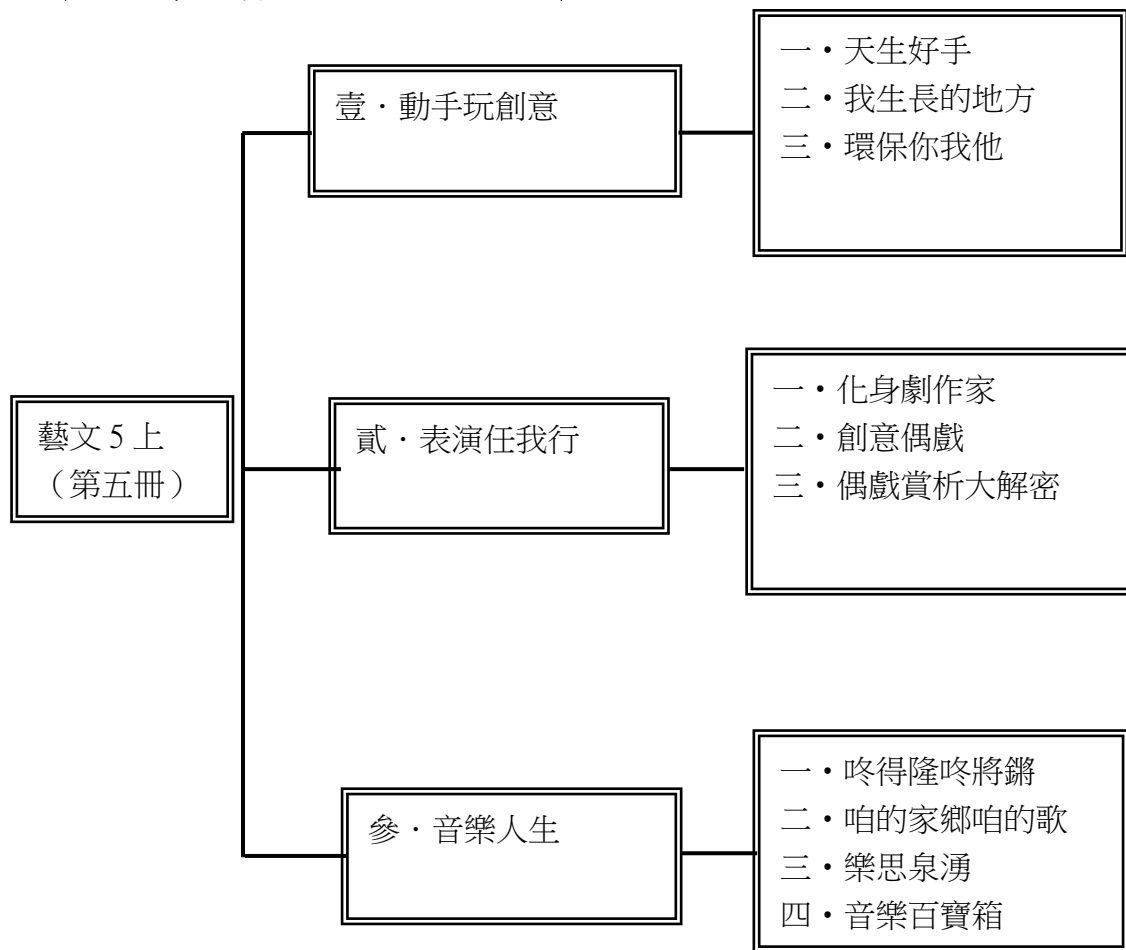 藝文 5 上
（第五冊）
壹．動手玩創意
一・天生好手
二・我生長的地方
三・環保你我他
貳．表演任我行
一・化身劇作家
二・創意偶戲
三・偶戲賞析大解密
參．音樂人生
一・咚得隆咚將鏘
二・咱的家鄉咱的歌
三・樂思泉湧
四・音樂百寶箱